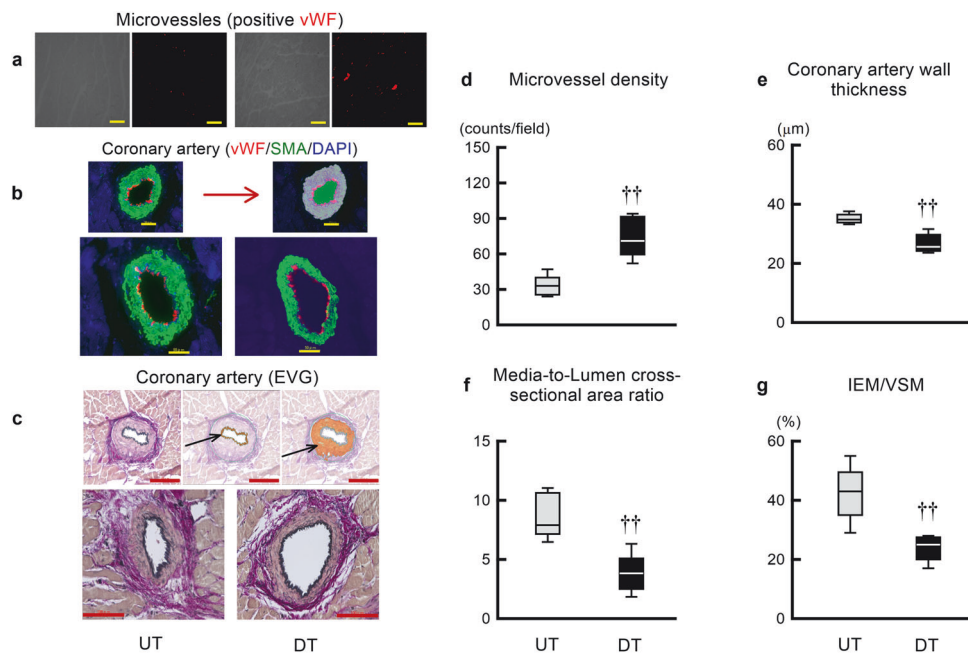 Microvessles (positive vWF)
a
Coronary artery (vWF/SMA/DAPI)
b
Coronary artery (EVG)
c
UT
DT
d
Microvessel density
(counts/field)
150
120
90
60
30
0
††
e
Coronary artery wall
thickness
(μm)
60
40
20
0
††
f
Media-to-Lumen cross-
sectional area ratio
15
10
5
0
††
UT
DT
g
IEM/VSM
(%)
60
40
20
0
††
UT
DT